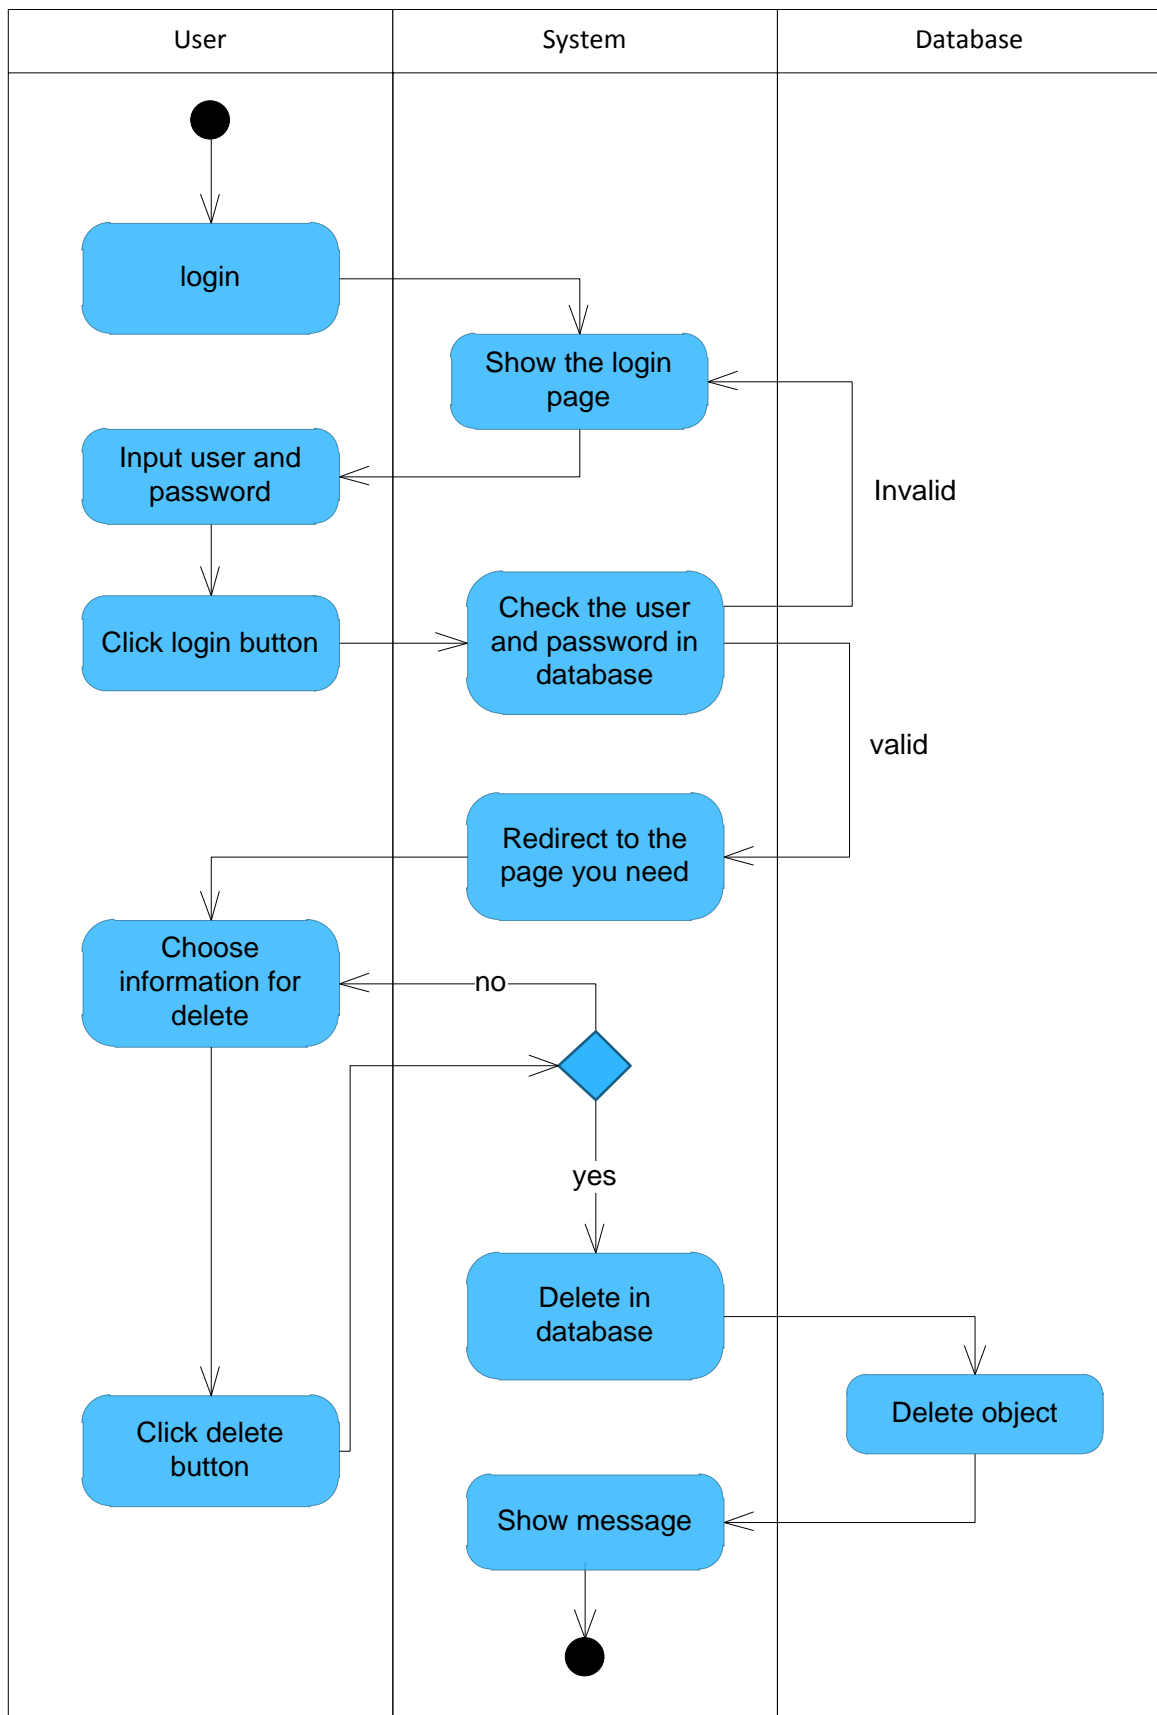 User
System
Database
login
Show the login
page
Input user and
password
Invalid
Click login button
Check the user
and password in
database
valid
Redirect to the
page you need
Choose
information for
delete
no
yes
Delete in
database
Delete object
Click delete
button
Show message